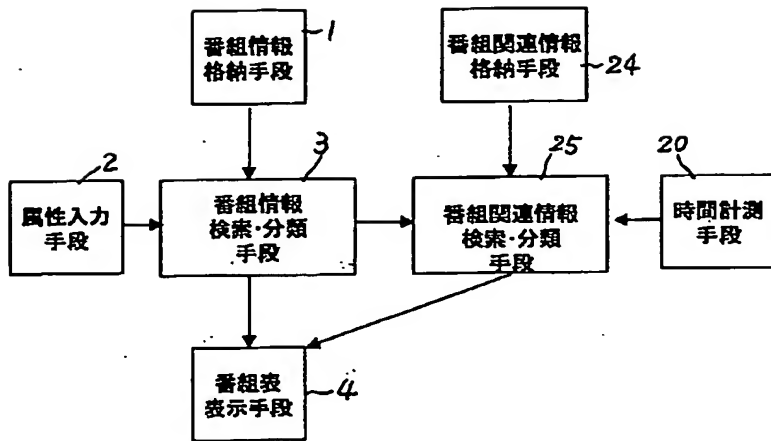 1
番組情報
格納手段
番組関連情報
格納手段
24
2
属性入力
手段
3
番組情報
検索・分類
手段
25
番組関連情報
検索・分類
手段
20
時間計測
手段
番組表
表示手段
4